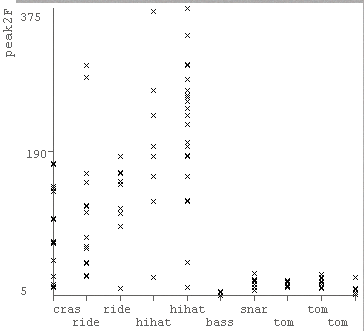 peak2F
375
190
5
cras ride hihat snar tom
ride hihat bass tom tom